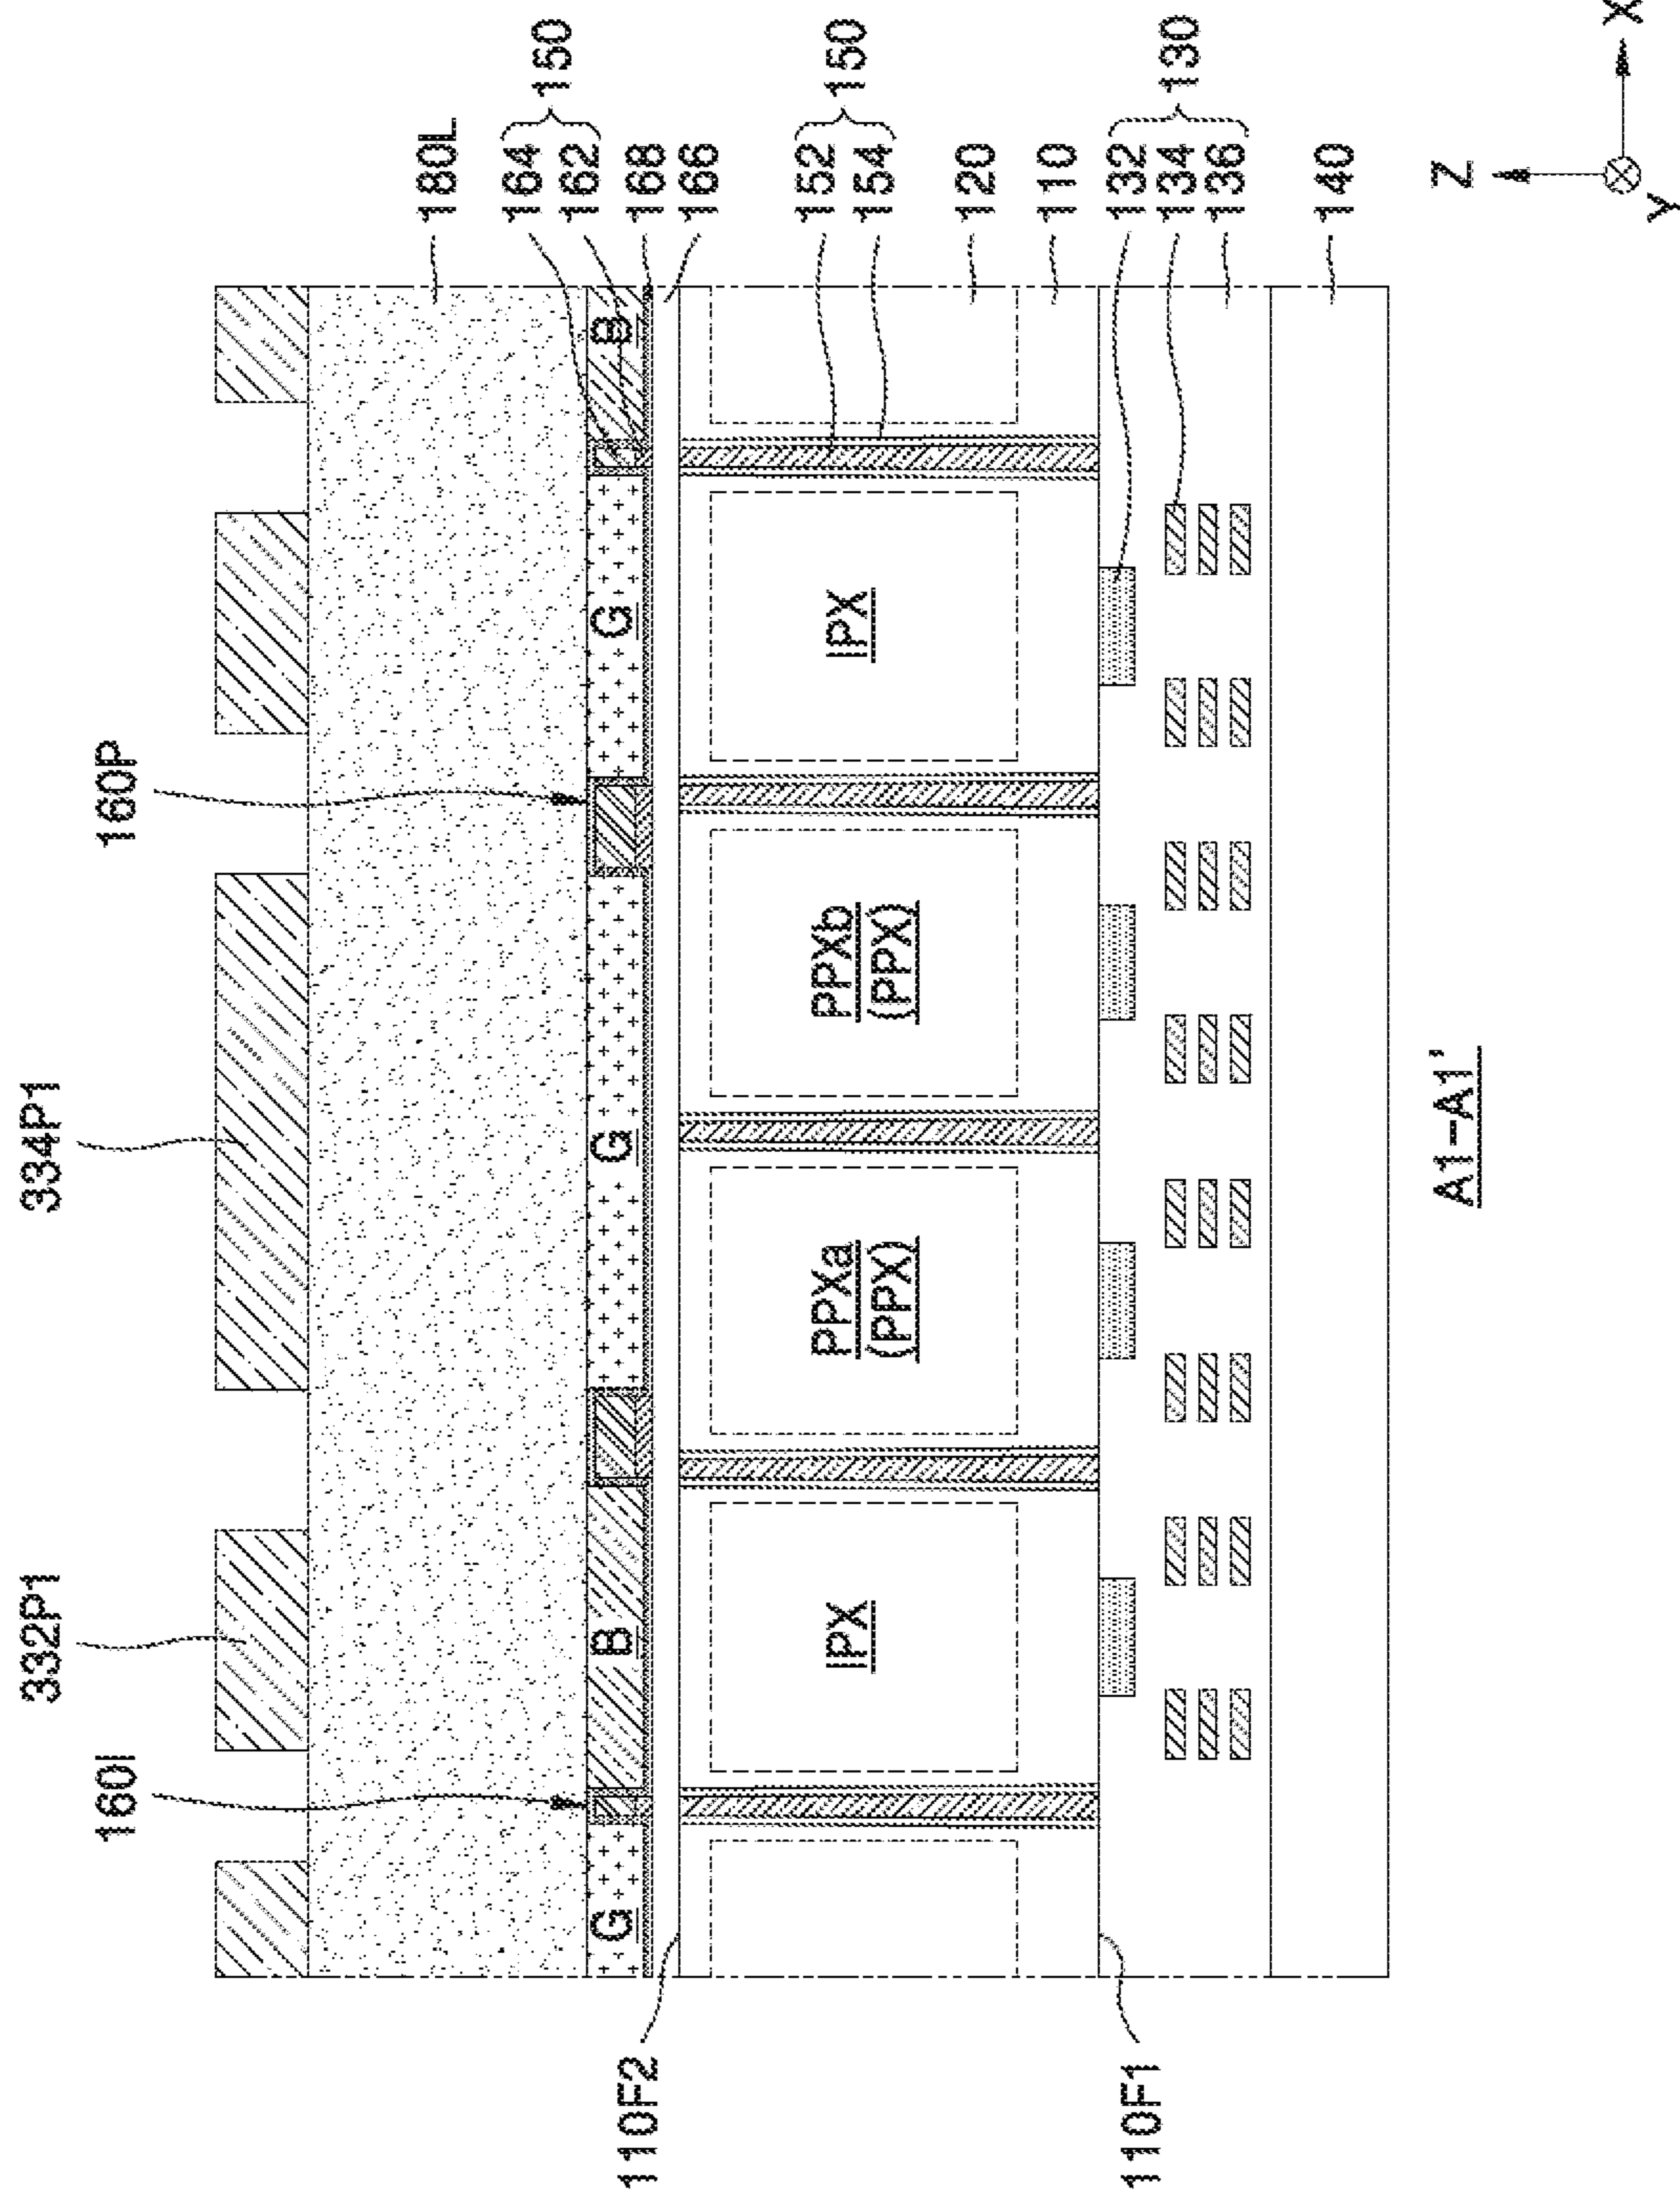 332P1
334P1
160I
160P
180L
164
162
150
168
166
G
B
G
G
B
110F2
152
154
150
IPX
PPXa
(PPX)
PPXb
(PPX)
IPX
120
110
110F1
132
134
136
130
140
A1-A1'
Z
X
Y